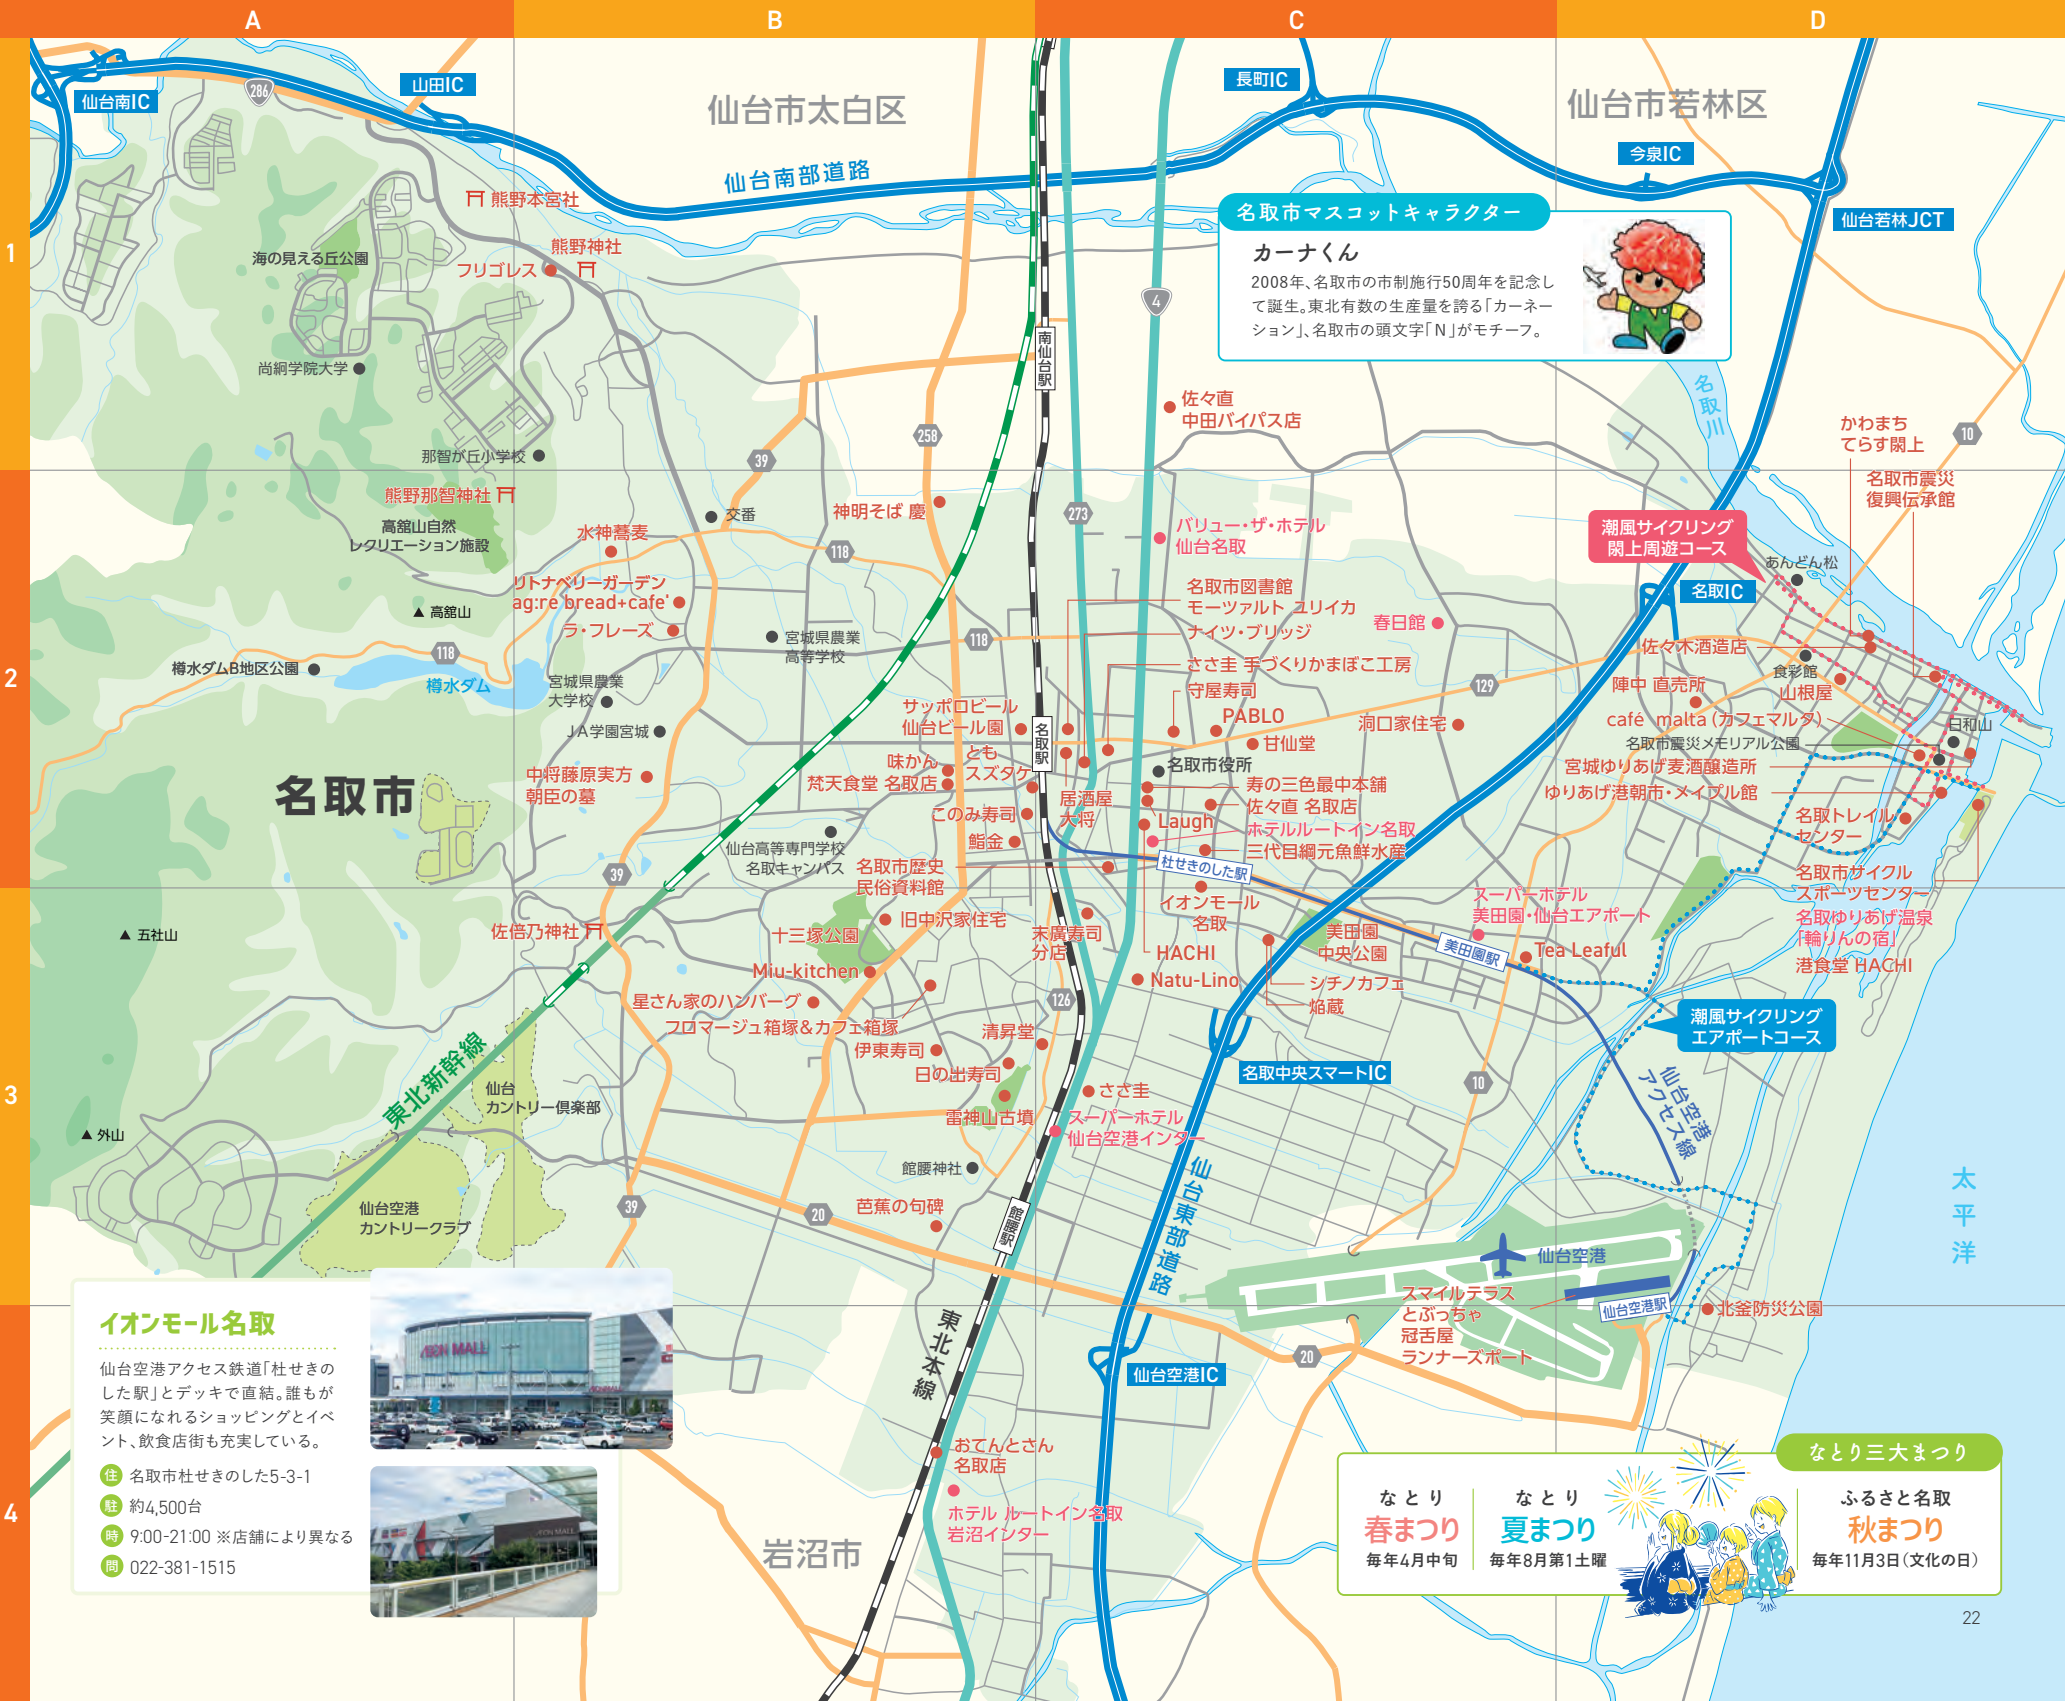 A
B
C
D
1
2
3
4
仙台南IC
286
山田IC
仙台市太白区
仙台南部道路
長町IC
仙台市若林区
今泉IC
仙台若林JCT
熊野本宮社
熊野神社
フリゴレス
海の見える丘公園
尚絅学院大学
那智が丘小学校
4
南仙台駅
名取市マスコットキャラクター
カーナくん
2008年、名取市の市制施行50周年を記念し
て誕生。東北有数の生産量を誇る「カーネー
ション」、名取市の頭文字「N」がモチーフ。
佐々直
中田バイパス店
名取川
かわまち
てらす閖上
10
258
39
名取市震災
復興伝承館
熊野那智神社
高舘山自然
レクリエーション施設
水神蕎麦
交番
神明そば 慶
118
273
バリュー・ザ・ホテル
仙台名取
潮風サイクリング
閖上周遊コース
あんどん松
名取IC
リトナベリーガーデン
ag:re bread+cafe'
ラ・フレーズ
高舘山
118
樽水ダムB地区公園
樽水ダム
宮城県農業
高等学校
宮城県農業
大学校
JA学園宮城
118
名取市図書館
モーツァルト ユリイカ
ナイツ・ブリッジ
ささ圭 手づくりかまぼこ工房
守屋寿司
PABLO
甘仙堂
春日館
129
洞口家住宅
佐々木酒造店
食彩館
山根屋
陣中 直売所
café malta(カフェマルタ)
日和山
名取市震災メモリアル公園
宮城ゆりあげ麦酒醸造所
ゆりあげ港朝市・メイプル館
名取トレイル
センター
名取市サイクル
スポーツセンター
名取ゆりあげ温泉
「輪りんの宿」
港食堂 HACHI
サッポロビール
仙台ビール園
名取駅
味かん
とも
スズタケ
梵天食堂 名取店
このみ寿司
鮨金
名取市役所
居酒屋
大将
寿の三色最中本舗
佐々直 名取店
Laugh
ホテルルートイン名取
三代目綱元魚鮮水産
杜せきのした駅
中将藤原実方
朝臣の墓
名取市
仙台高等専門学校
名取キャンパス
名取市歴史
民俗資料館
39
五社山
佐倍乃神社
十三塚公園
旧中沢家住宅
Miu-kitchen
末廣寿司
分店
イオンモール
名取
HACHI
Natu-Lino
美田園
中央公園
シチノカフェ
焔蔵
スーパーホテル
美田園・仙台エアポート
美田園駅
Tea Leaful
星さん家のハンバーグ
フロマージュ箱塚&カフェ箱塚
伊東寿司
清昇堂
日の出寿司
雷神山古墳
126
名取中央スマートIC
潮風サイクリング
エアポートコース
仙台空港
アクセス線
10
東北新幹線
仙台
カントリー倶楽部
外山
仙台空港
カントリークラブ
ささ圭
スーパーホテル
仙台空港インター
館腰神社
39
20
芭蕉の句碑
館腰駅
仙台東部道路
太平洋
仙台空港
スマイルテラス
とぶっちゃ
冠舌屋
ランナーズポート
仙台空港駅
北釜防災公園
東北本線
仙台空港IC
20
イオンモール名取
仙台空港アクセス鉄道「杜せきの
した駅」とデッキで直結。誰もが
笑顔になれるショッピングとイベ
ント、飲食店街も充実している。
住 名取市杜せきのした5-3-1
駐 約4,500台
時 9:00-21:00 ※店舗により異なる
問 022-381-1515
AEON MALL
AEON MALL
おてんとさん
名取店
ホテル ルートイン名取
岩沼インター
岩沼市
なとり三大まつり
なとり
春まつり
毎年4月中旬
なとり
夏まつり
毎年8月第1土曜
ふるさと名取
秋まつり
毎年11月3日(文化の日)
22